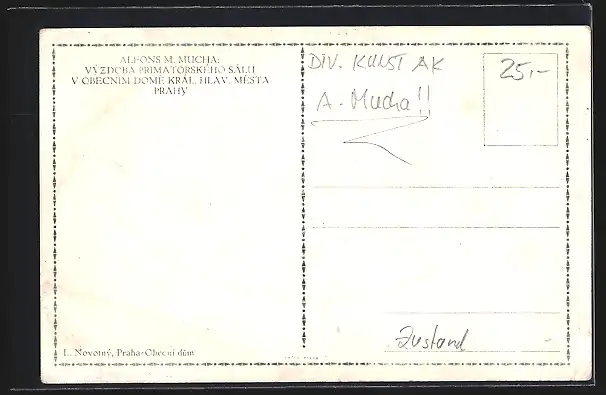 ALFONS M. MUCHA:
VÝZDOBA PRIMÁTORSKÉHO SÁLU
V OBECNÍM DOMĚ KRÁL. HLAV. MĚSTA
PRAHY
DIV. KUNST AK
A. Mucha!!
25,-
Zustand -
L. Novotný, Praha-Obecní dům